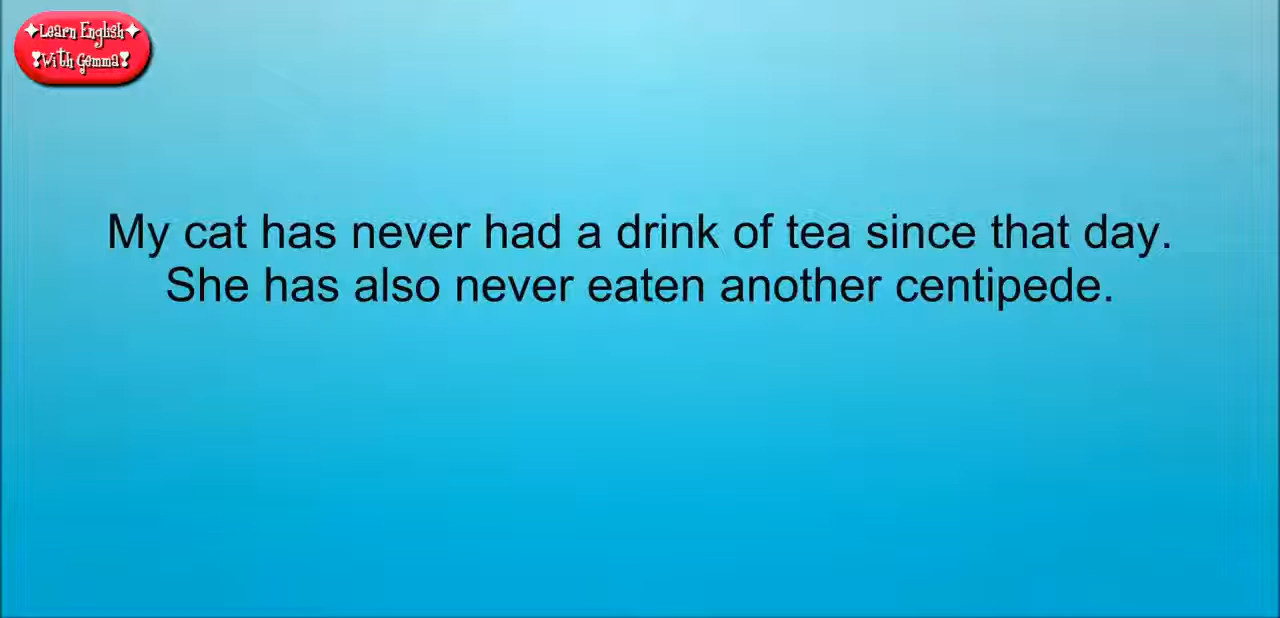 ✦Learn English✦
❣With Gemma❣
My cat has never had a drink of tea since that day.
She has also never eaten another centipede.